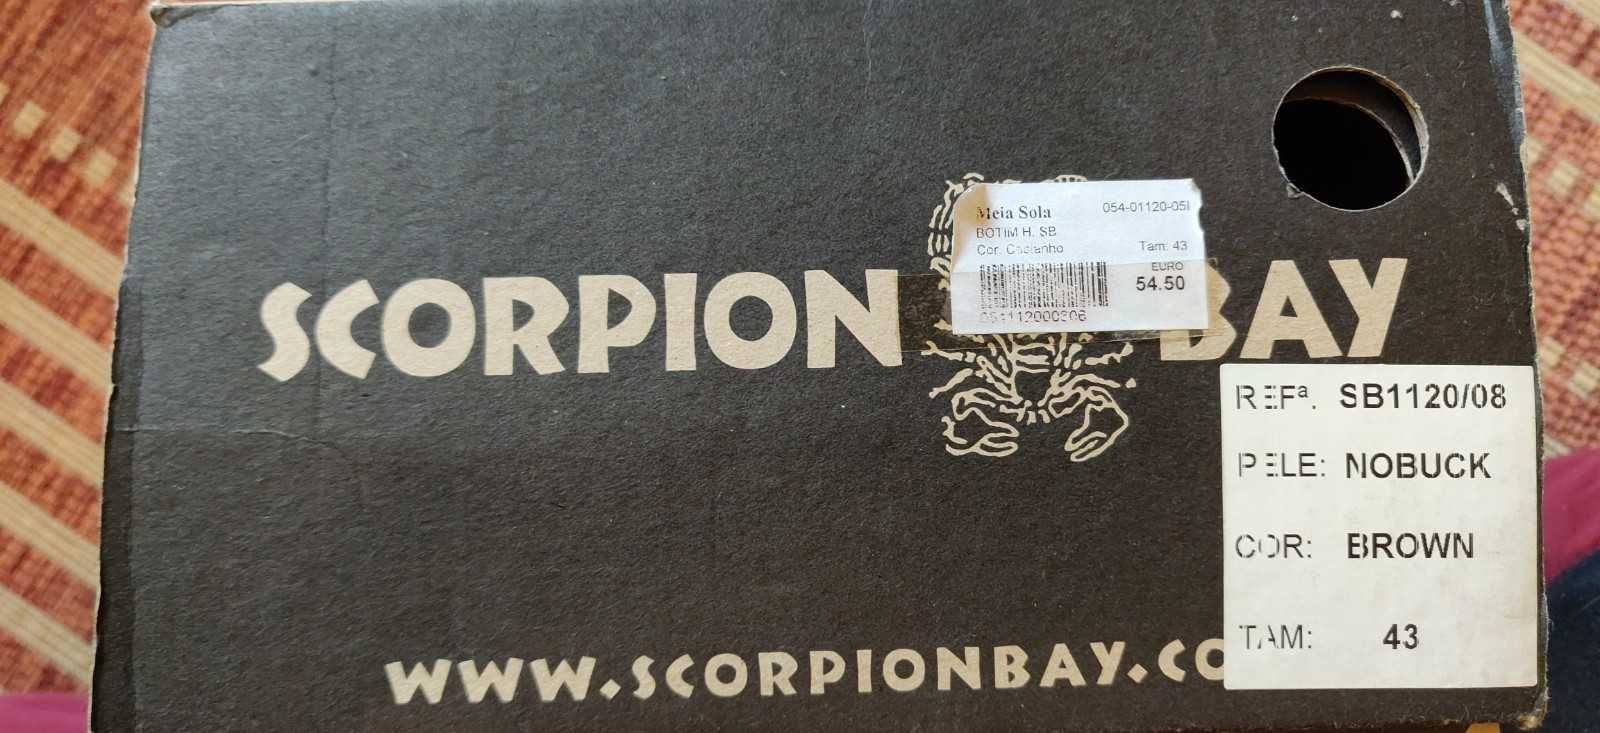 Meia Sola 054-01120-05
BOTIM H. SB
Cor. Castanho Tam: 43
EURO
54.50
SCORPION BAY
REFª. SB1120/08
PELE: NOBUCK
COR: BROWN
TAM: 43
WWW.SCORPIONBAY.CO